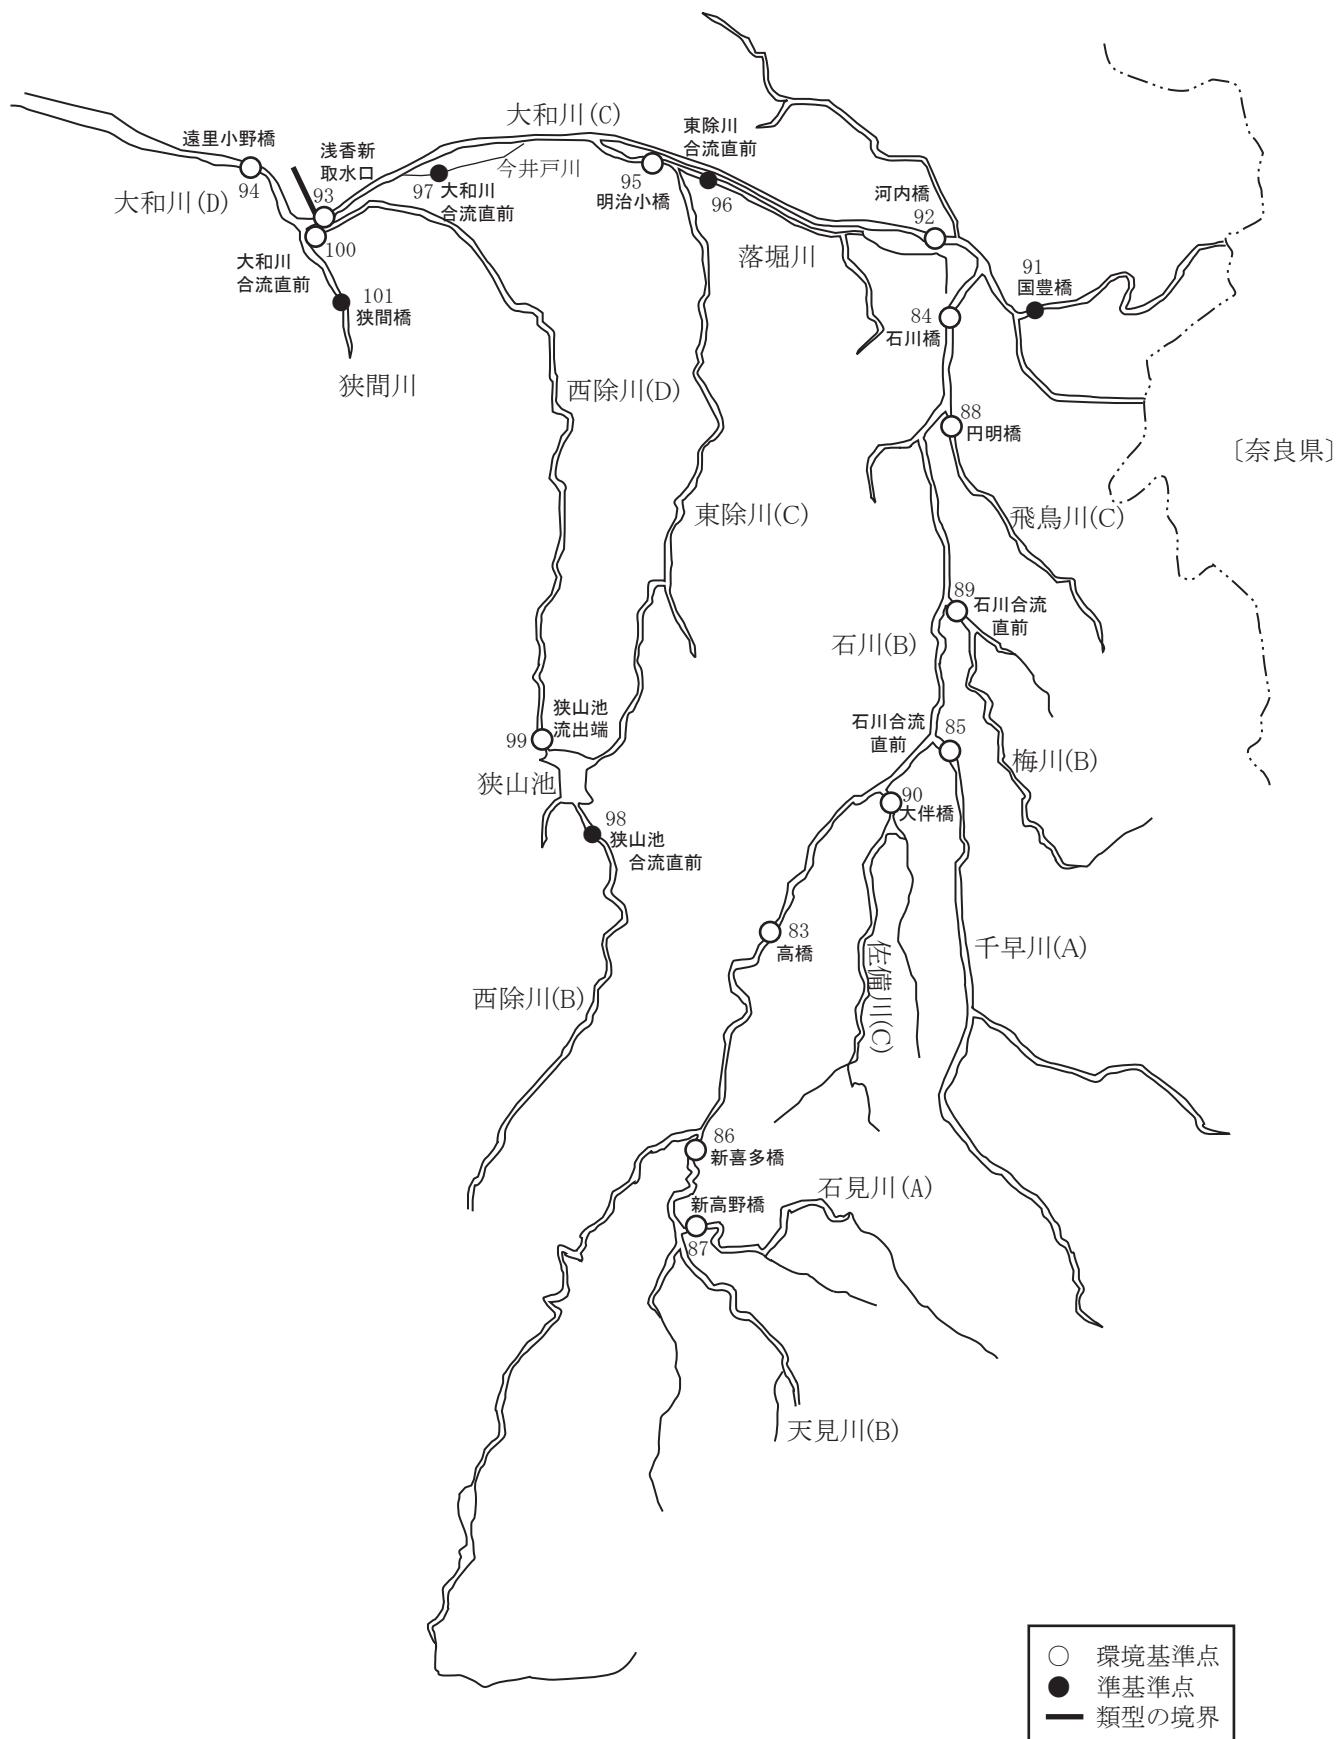 大和川(C)
遠里小野橋
94
大和川(D)
浅香新
取水口
93
100
大和川
合流直前
101
狭間橋
狭間川
今井戸川
97
大和川
合流直前
95
明治小橋
東除川
合流直前
96
落堀川
河内橋
92
91
国豊橋
84
石川橋
88
円明橋
〔奈良県〕
西除川(D)
東除川(C)
飛鳥川(C)
89
石川合流
直前
石川(B)
狭山池
流出端
99
狭山池
石川合流
直前
85
梅川(B)
90
大伴橋
98
狭山池
合流直前
83
高橋
佐備川(C)
千早川(A)
西除川(B)
86
新喜多橋
新高野橋
87
石見川(A)
天見川(B)
環境基準点
準基準点
類型の境界